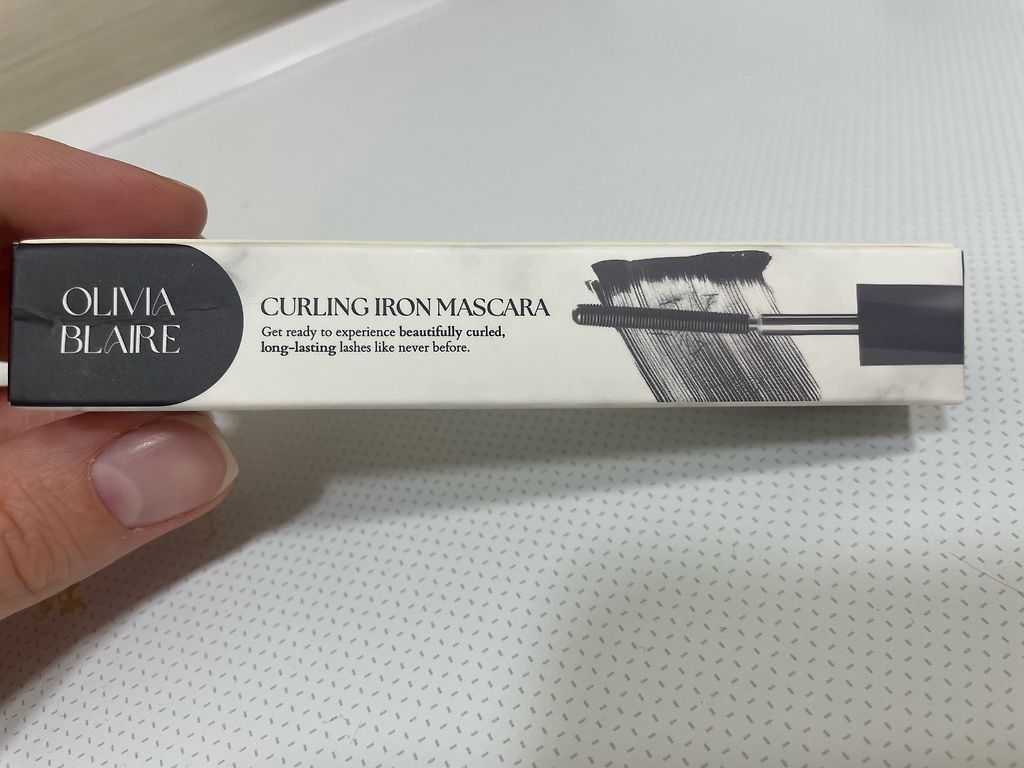 OLIVIA
BLAIRE
CURLING IRON MASCARA
Get ready to experience beautifully curled,
long-lasting lashes like never before.